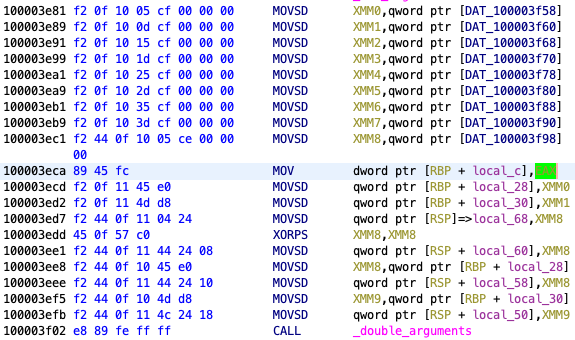 100003e81 f2 0f 10 05 cf 00 00 00 MOVSD XMM0,qword ptr [DAT_100003f58]
100003e89 f2 0f 10 0d cf 00 00 00 MOVSD XMM1,qword ptr [DAT_100003f60]
100003e91 f2 0f 10 15 cf 00 00 00 MOVSD XMM2,qword ptr [DAT_100003f68]
100003e99 f2 0f 10 1d cf 00 00 00 MOVSD XMM3,qword ptr [DAT_100003f70]
100003ea1 f2 0f 10 25 cf 00 00 00 MOVSD XMM4,qword ptr [DAT_100003f78]
100003ea9 f2 0f 10 2d cf 00 00 00 MOVSD XMM5,qword ptr [DAT_100003f80]
100003eb1 f2 0f 10 35 cf 00 00 00 MOVSD XMM6,qword ptr [DAT_100003f88]
100003eb9 f2 0f 10 3d cf 00 00 00 MOVSD XMM7,qword ptr [DAT_100003f90]
100003ec1 f2 44 0f 10 05 ce 00 00 MOVSD XMM8,qword ptr [DAT_100003f98]
00
100003eca 89 45 fc MOV dword ptr [RBP + local_c],EAX
100003ecd f2 0f 11 45 e0 MOVSD qword ptr [RBP + local_28],XMM0
100003ed2 f2 0f 11 4d d8 MOVSD qword ptr [RBP + local_30],XMM1
100003ed7 f2 44 0f 11 04 24 MOVSD qword ptr [RSP]=>local_68,XMM8
100003edd 45 0f 57 c0 XORPS XMM8,XMM8
100003ee1 f2 44 0f 11 44 24 08 MOVSD qword ptr [RSP + local_60],XMM8
100003ee8 f2 44 0f 10 45 e0 MOVSD XMM8,qword ptr [RBP + local_28]
100003eee f2 44 0f 11 44 24 10 MOVSD qword ptr [RSP + local_58],XMM8
100003ef5 f2 44 0f 10 4d d8 MOVSD XMM9,qword ptr [RBP + local_30]
100003efb f2 44 0f 11 4c 24 18 MOVSD qword ptr [RSP + local_50],XMM9
100003f02 e8 89 fe ff ff CALL _double_arguments